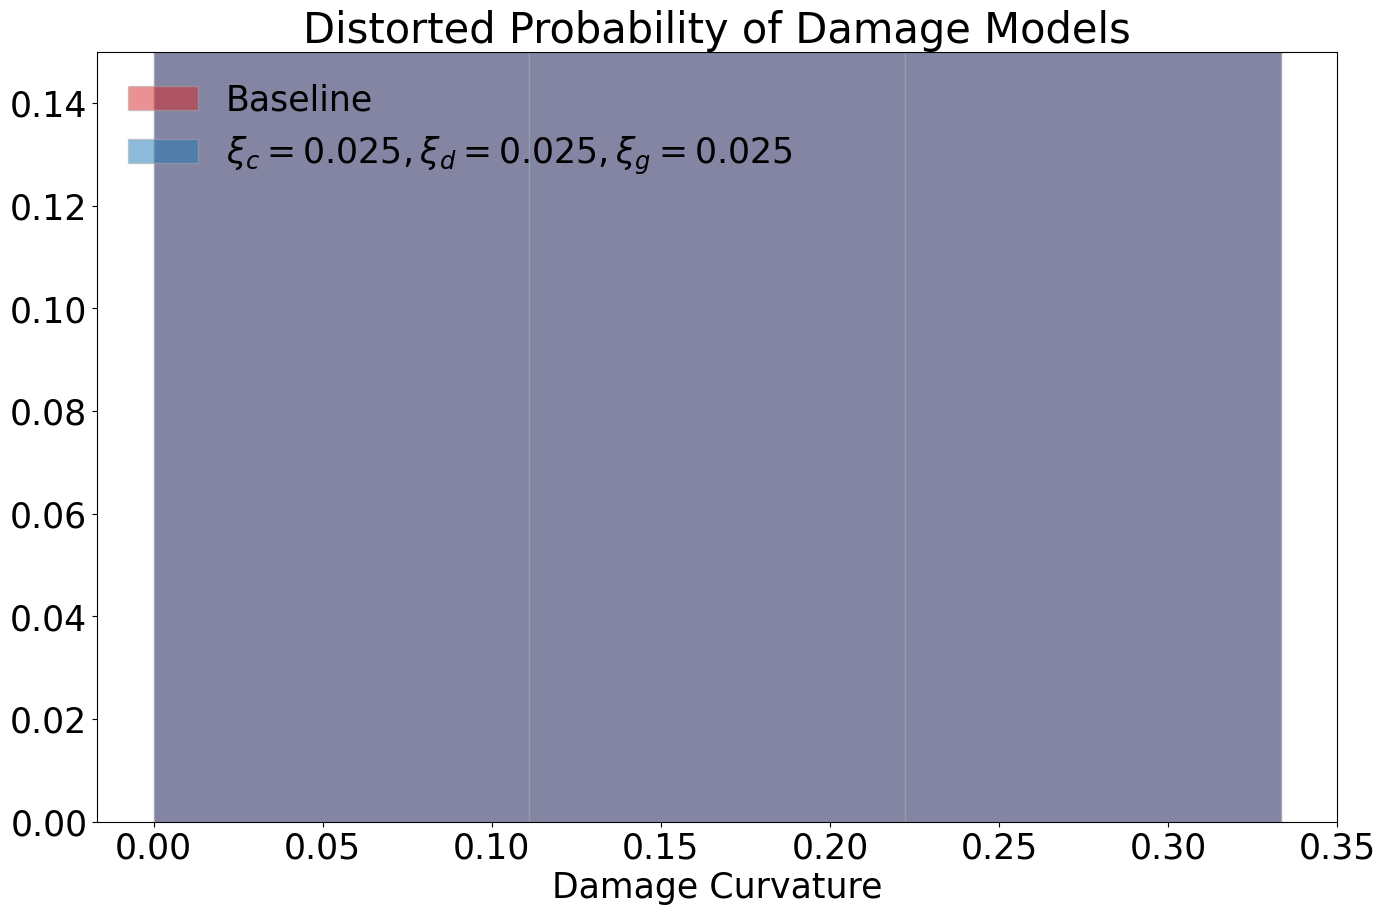 Distorted Probability of Damage Models
Baseline
ξc = 0.025, ξd = 0.025, ξg = 0.025
0.14
0.12
0.10
0.08
0.06
0.04
0.02
0.00
0.00 0.05 0.10 0.15 0.20 0.25 0.30 0.35
Damage Curvature